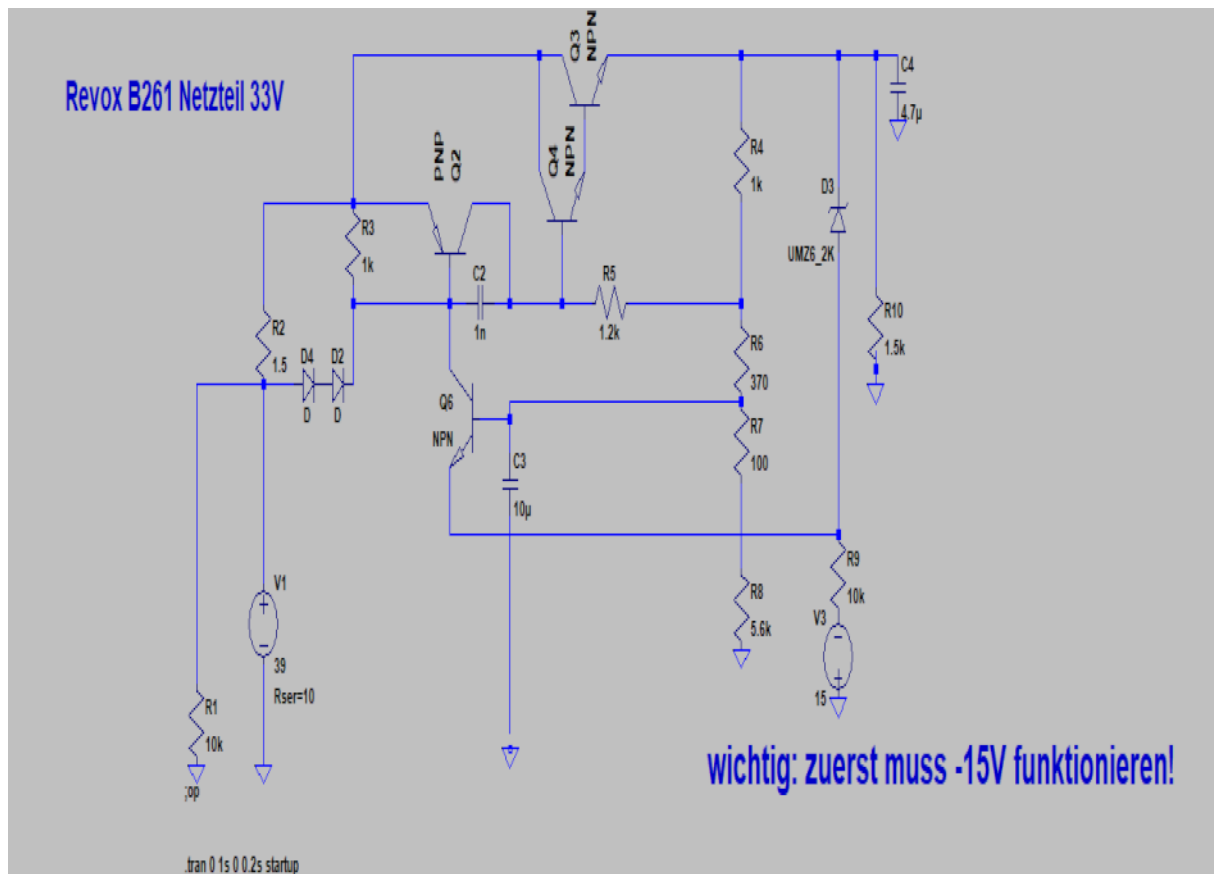 Revox B261 Netzteil 33V
Q3
NPN
C4
4.7µ
PNP
Q2
Q4
NPN
R4
1k
D3
UMZ6_2K
R3
1k
C2
1n
R5
1.2k
R2
1.5
D4
D
D2
D
R6
370
R10
1.5k
Q6
NPN
R7
100
C3
10µ
V1
39
Rser=10
R9
10k
R8
5.6k
V3
15
R1
10k
wichtig: zuerst muss -15V funktionieren!
;op
.tran 0 1s 0 0.2s startup